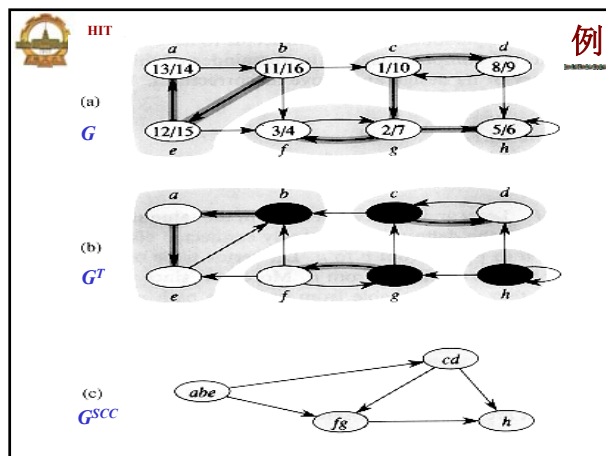 HIT
例
a b c d
13/14 11/16 1/10 8/9
(a)
G
12/15 3/4 2/7 5/6
e f g h
a b c d
(b)
G^T
e f g h
cd
abe
(c)
fg h
G^SCC